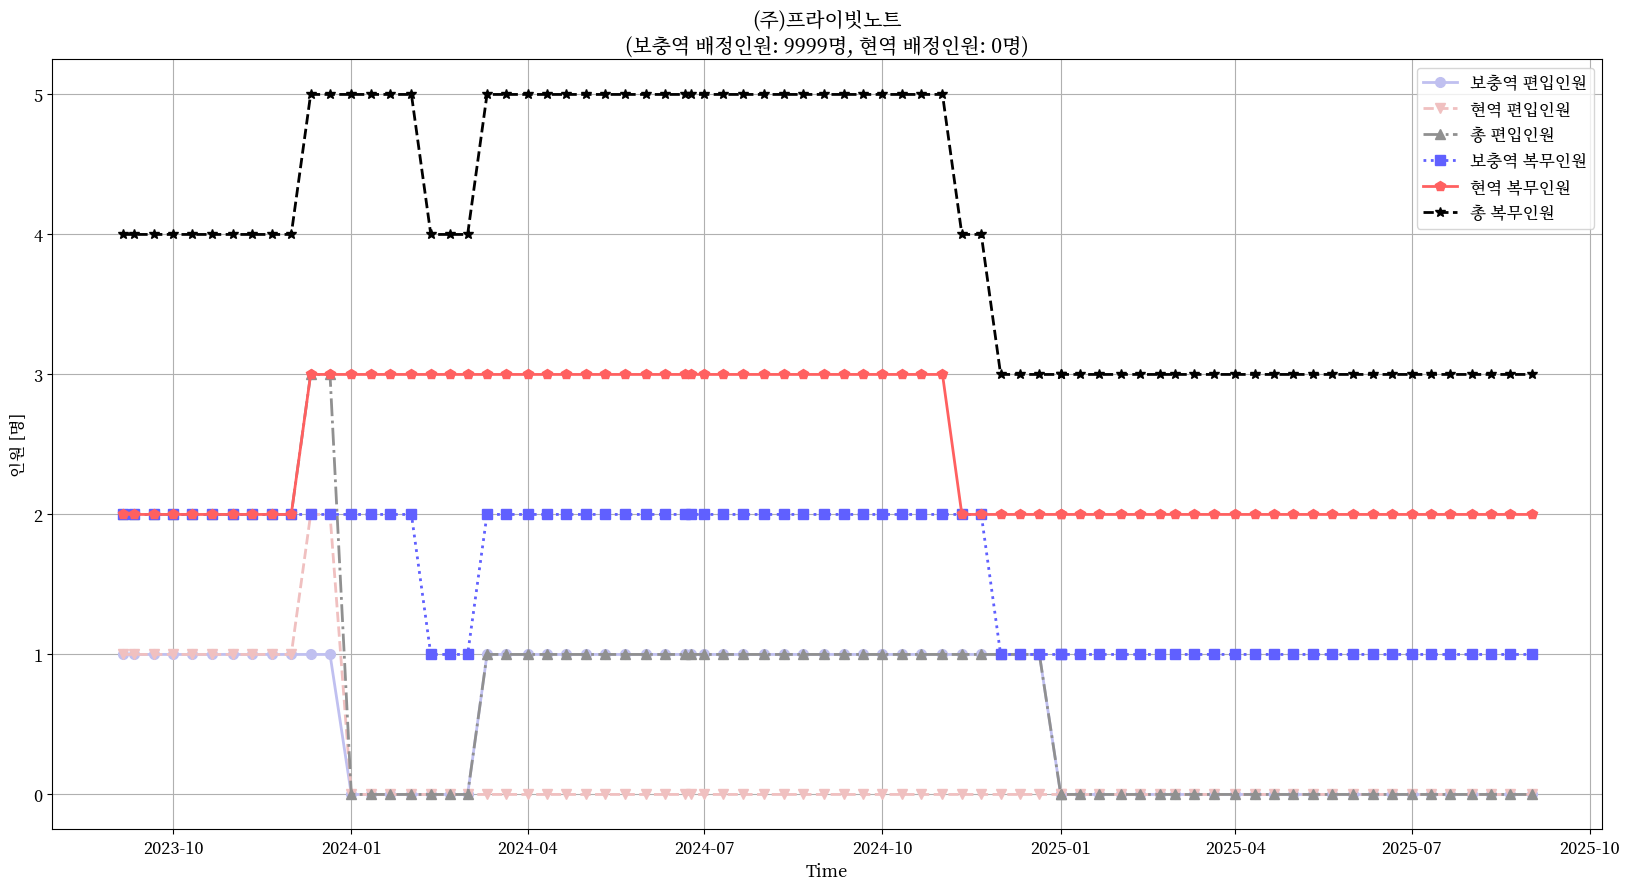 (주)프라이빗노트
(보충역 배정인원: 9999명, 현역 배정인원: 0명)
보충역 편입인원
현역 편입인원
총 편입인원
보충역 복무인원
현역 복무인원
총 복무인원
인원 [명]
5
4
3
2
1
0
2023-10
2024-01
2024-04
2024-07
2024-10
2025-01
2025-04
2025-07
2025-10
Time